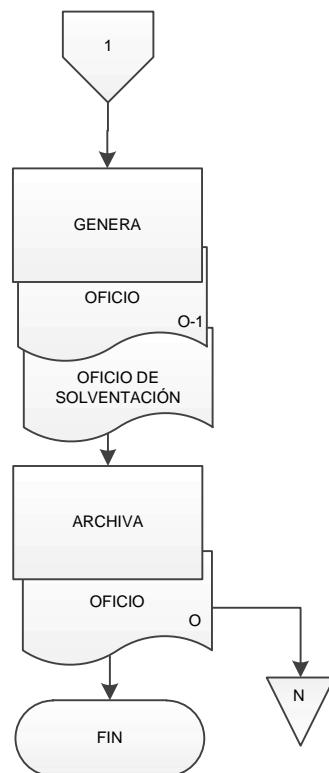 1
GENERA
OFICIO
O-1
OFICIO DE
SOLVENTACIÓN
ARCHIVA
OFICIO
O
N
FIN